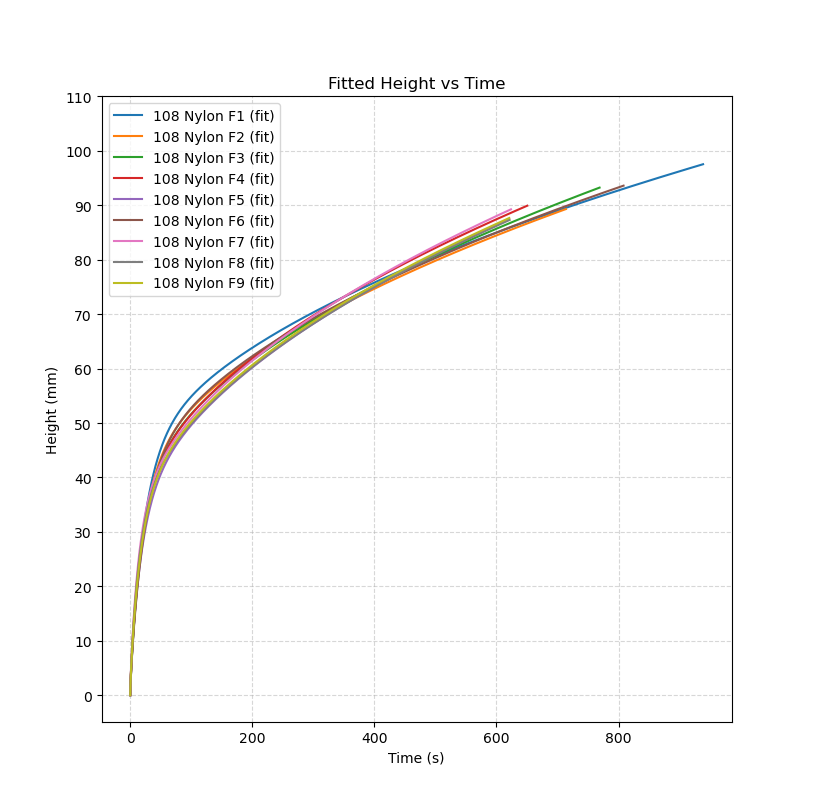 Fitted Height vs Time
110
100
90
80
70
60
50
40
30
20
10
0
Height (mm)
108 Nylon F1 (fit)
108 Nylon F2 (fit)
108 Nylon F3 (fit)
108 Nylon F4 (fit)
108 Nylon F5 (fit)
108 Nylon F6 (fit)
108 Nylon F7 (fit)
108 Nylon F8 (fit)
108 Nylon F9 (fit)
0 200 400 600 800
Time (s)